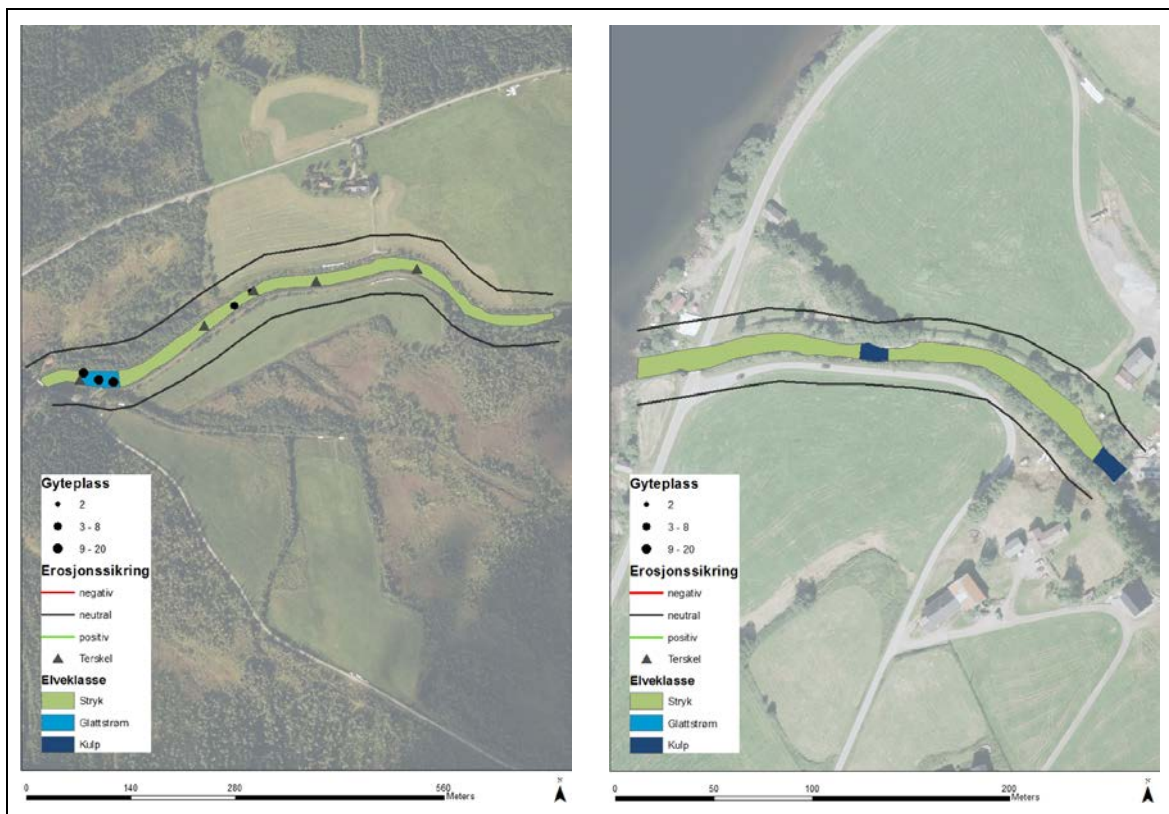 Gyteplass
2
3 - 8
9 - 20
Erosjonssikring
negativ
neutral
positiv
Terskel
Elveklasse
Stryk
Glattstrøm
Kulp
0 140 280 560
Meters
Gyteplass
2
3 - 8
9 - 20
Erosjonssikring
negativ
neutral
positiv
Terskel
Elveklasse
Stryk
Glattstrøm
Kulp
0 50 100 200
Meters